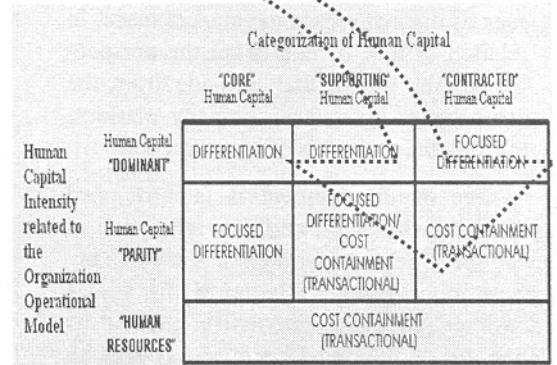 Categorization of Human Capital
"CORE"
Human Capital
"SUPPORTING"
Human Capital
"CONTRACTED"
Human Capital
Human
Capital
Intensity
related to
the
Organization
Operational
Model
Human Capital
"DOMINANT"
DIFFERENTIATION
DIFFERENTIATION
FOCUSED
DIFFERENTIATION
Human Capital
"PARITY"
FOCUSED
DIFFERENTIATION
FOCUSED
DIFFERENTIATION/
COST
CONTAINMENT
(TRANSACTIONAL)
COST CONTAINMENT
(TRANSACTIONAL)
"HUMAN
RESOURCES"
COST CONTAINMENT
(TRANSACTIONAL)